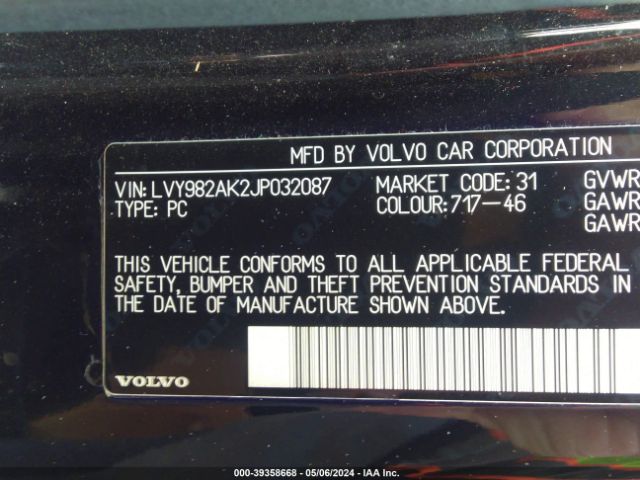 MFD BY VOLVO CAR CORPORATION
VIN: LVY982AK2JP032087 MARKET CODE: 31 GVWR
TYPE: PC COLOUR: 717-46 GAWR
GAWR
THIS VEHICLE CONFORMS TO ALL APPLICABLE FEDERAL
SAFETY, BUMPER AND THEFT PREVENTION STANDARDS IN
THE DATE OF MANUFACTURE SHOWN ABOVE.
VOLVO
000-39358668 - 05/06/2024 - IAA Inc.